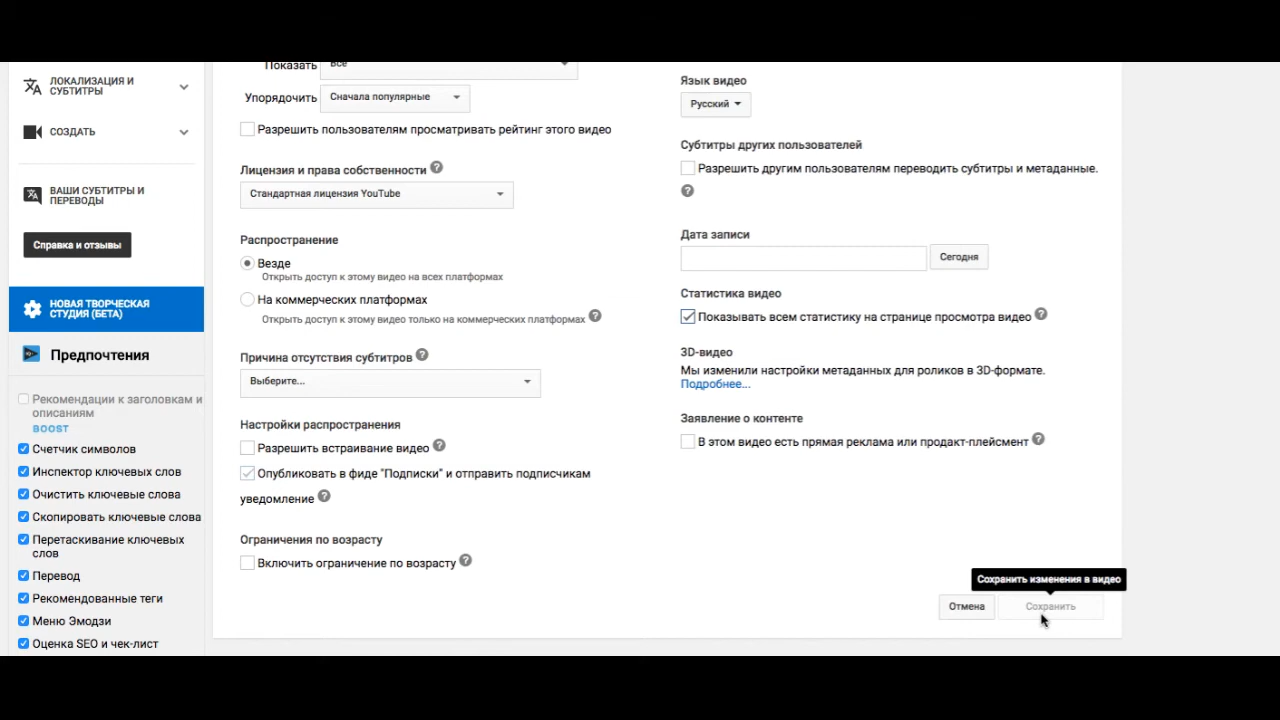 ЛОКАЛИЗАЦИЯ И
СУБТИТРЫ
СОЗДАТЬ
ВАШИ СУБТИТРЫ И
ПЕРЕВОДЫ
Справка и отзывы
НОВАЯ ТВОРЧЕСКАЯ
СТУДИЯ (БЕТА)
Предпочтения
Рекомендации к заголовкам и
описаниям
BOOST
Счетчик символов
Инспектор ключевых слов
Очистить ключевые слова
Скопировать ключевые слова
Перетаскивание ключевых
слов
Перевод
Рекомендованные теги
Меню Эмодзи
Оценка SEO и чек-лист
Показать Все
Упорядочить Сначала популярные
Разрешить пользователям просматривать рейтинг этого видео
Лицензия и права собственности ?
Стандартная лицензия YouTube
Распространение
Везде
Открыть доступ к этому видео на всех платформах
На коммерческих платформах
Открыть доступ к этому видео только на коммерческих платформах ?
Причина отсутствия субтитров ?
Выберите...
Настройки распространения
Разрешить встраивание видео ?
Опубликовать в фиде "Подписки" и отправить подписчикам
уведомление ?
Ограничения по возрасту
Включить ограничение по возрасту ?
Язык видео
Русский
Субтитры других пользователей
Разрешить другим пользователям переводить субтитры и метаданные.
?
Дата записи
Сегодня
Статистика видео
Показывать всем статистику на странице просмотра видео ?
3D-видео
Мы изменили настройки метаданных для роликов в 3D-формате.
Подробнее...
Заявление о контенте
В этом видео есть прямая реклама или продакт-плейсмент ?
Сохранить изменения в видео
Отмена Сохранить